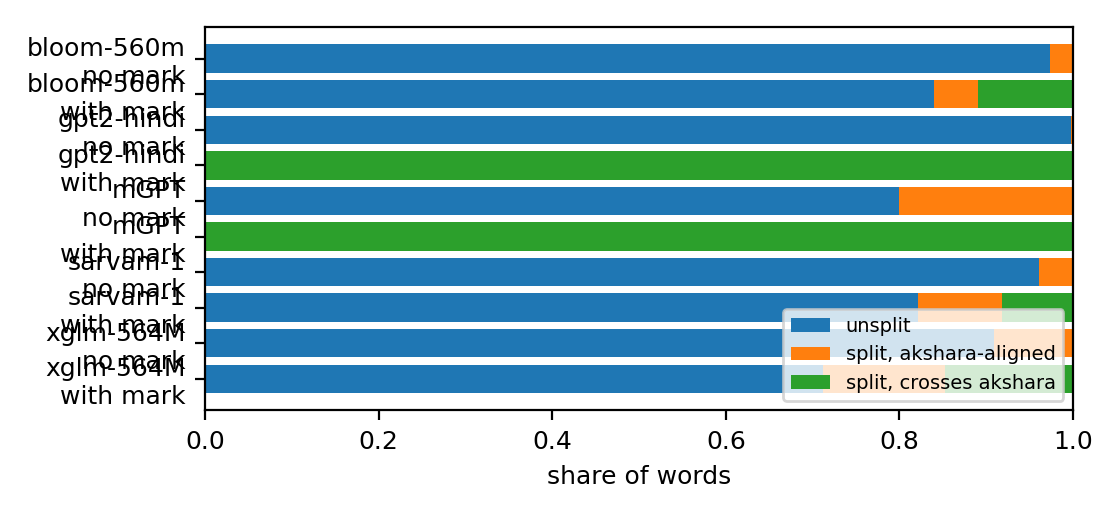 bloom-560m
no mark
bloom-560m
with mark
gpt2-hindi
no mark
gpt2-hindi
with mark
mGPT
no mark
mGPT
with mark
sarvam-1
no mark
sarvam-1
with mark
xglm-564M
no mark
xglm-564M
with mark
unsplit
split, akshara-aligned
split, crosses akshara
0.0 0.2 0.4 0.6 0.8 1.0
share of words